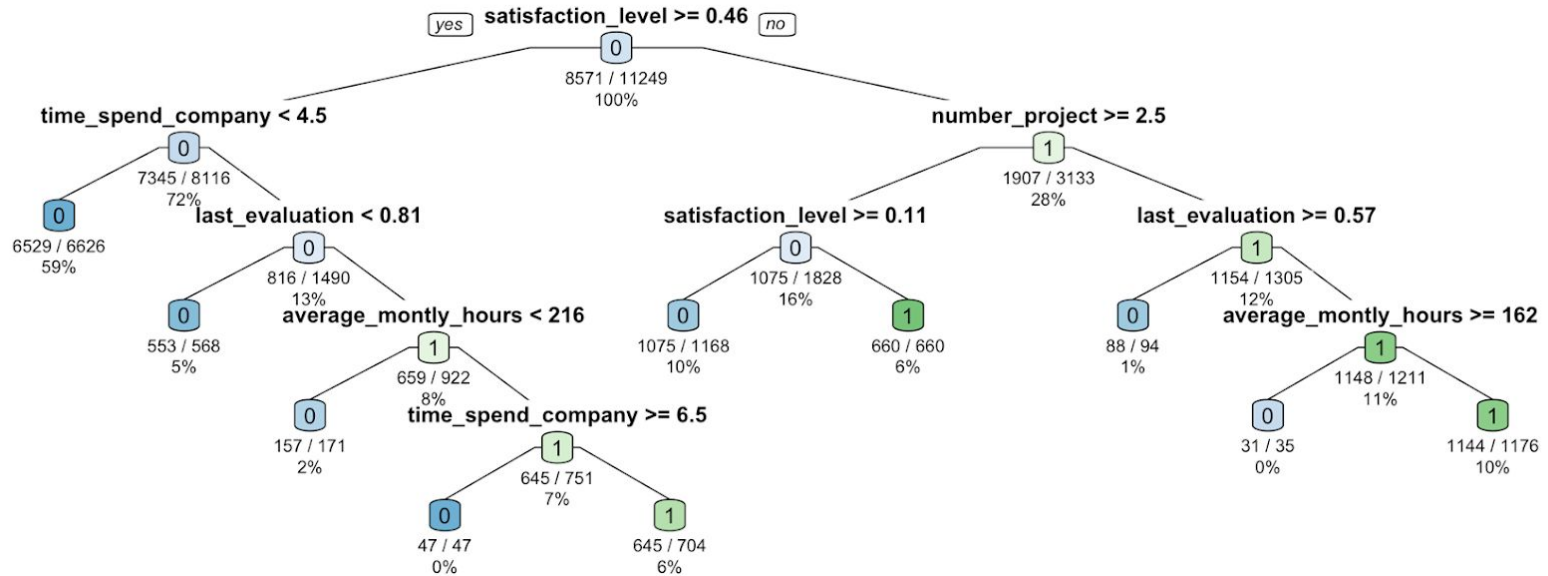 yes satisfaction_level >= 0.46 no
0
8571 / 11249
100%
time_spend_company < 4.5
0
7345 / 8116
72%
number_project >= 2.5
1
1907 / 3133
28%
0
6529 / 6626
59%
last_evaluation < 0.81
0
816 / 1490
13%
satisfaction_level >= 0.11
0
1075 / 1828
16%
last_evaluation >= 0.57
1
1154 / 1305
12%
0
553 / 568
5%
average_montly_hours < 216
1
659 / 922
8%
0
1075 / 1168
10%
1
660 / 660
6%
0
88 / 94
1%
average_montly_hours >= 162
1
1148 / 1211
11%
0
157 / 171
2%
time_spend_company >= 6.5
1
645 / 751
7%
0
31 / 35
0%
1
1144 / 1176
10%
0
47 / 47
0%
1
645 / 704
6%